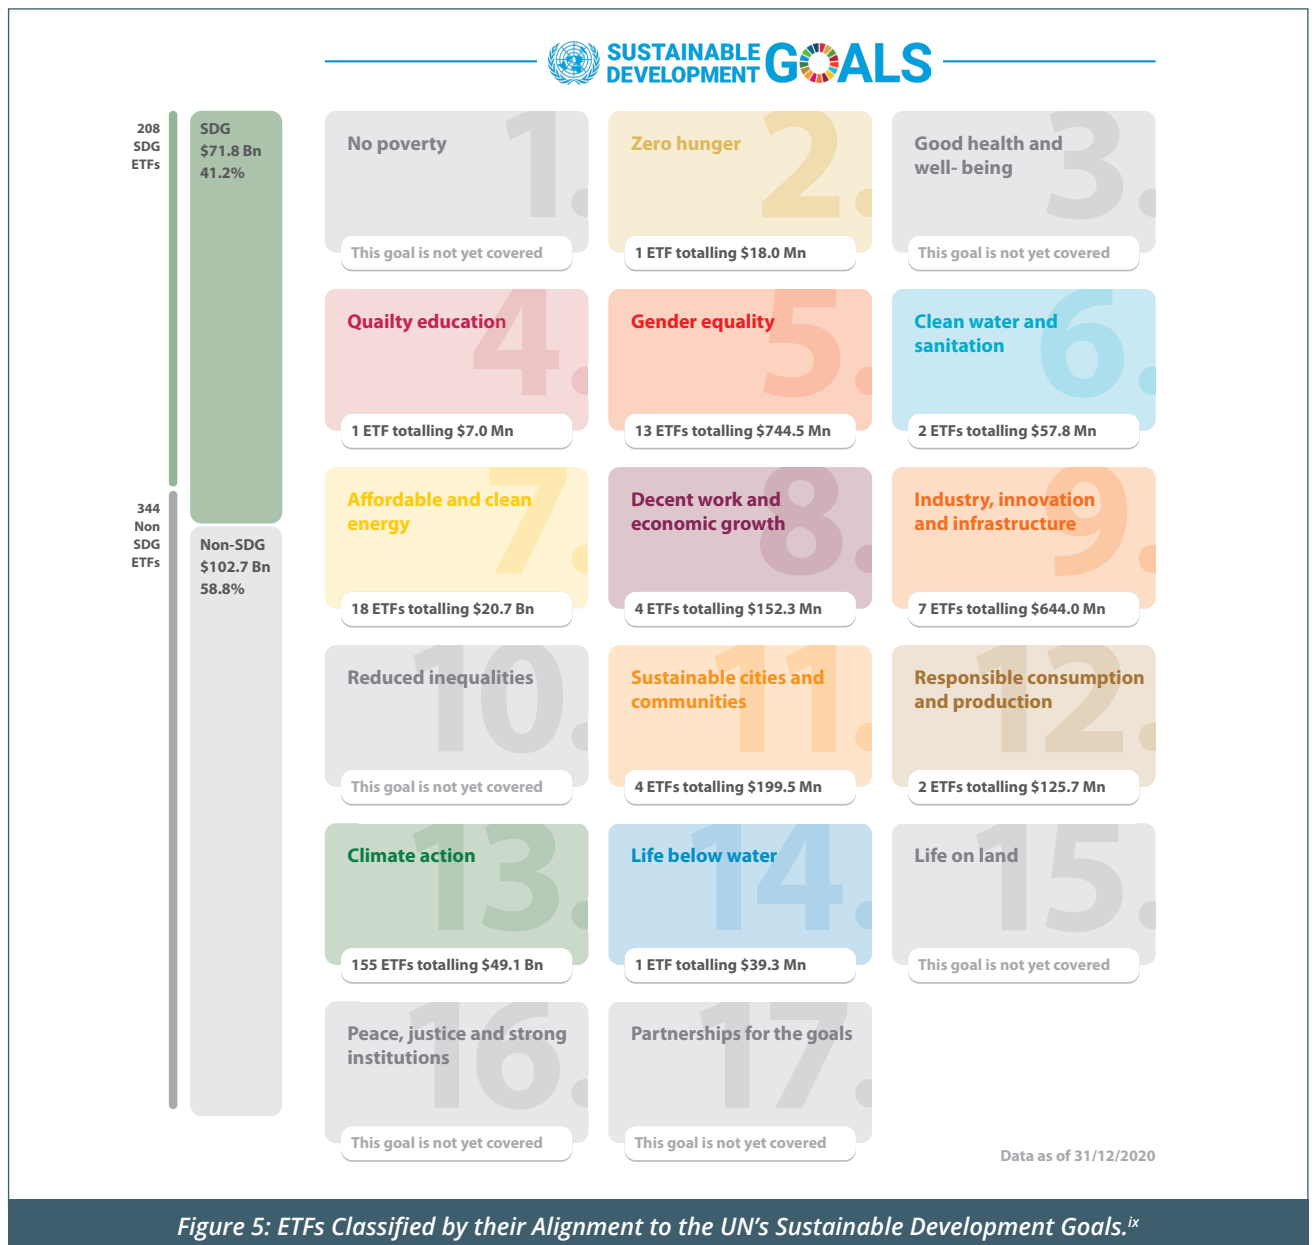 SUSTAINABLE
DEVELOPMENT
GOALS
208
SDG
ETFs
SDG
$71.8 Bn
41.2%
344
Non
SDG
ETFs
Non-SDG
$102.7 Bn
58.8%
1.
No poverty
This goal is not yet covered
2.
Zero hunger
1 ETF totalling $18.0 Mn
3.
Good health and
well- being
This goal is not yet covered
4.
Quailty education
1 ETF totalling $7.0 Mn
5.
Gender equality
13 ETFs totalling $744.5 Mn
6.
Clean water and
sanitation
2 ETFs totalling $57.8 Mn
7.
Affordable and clean
energy
18 ETFs totalling $20.7 Bn
8.
Decent work and
economic growth
4 ETFs totalling $152.3 Mn
9.
Industry, innovation
and infrastructure
7 ETFs totalling $644.0 Mn
10.
Reduced inequalities
This goal is not yet covered
11.
Sustainable cities and
communities
4 ETFs totalling $199.5 Mn
12.
Responsible consumption
and production
2 ETFs totalling $125.7 Mn
13.
Climate action
155 ETFs totalling $49.1 Bn
14.
Life below water
1 ETF totalling $39.3 Mn
15.
Life on land
This goal is not yet covered
16.
Peace, justice and strong
institutions
This goal is not yet covered
17.
Partnerships for the goals
This goal is not yet covered
Data as of 31/12/2020
Figure 5: ETFs Classified by their Alignment to the UN's Sustainable Development Goals.ix